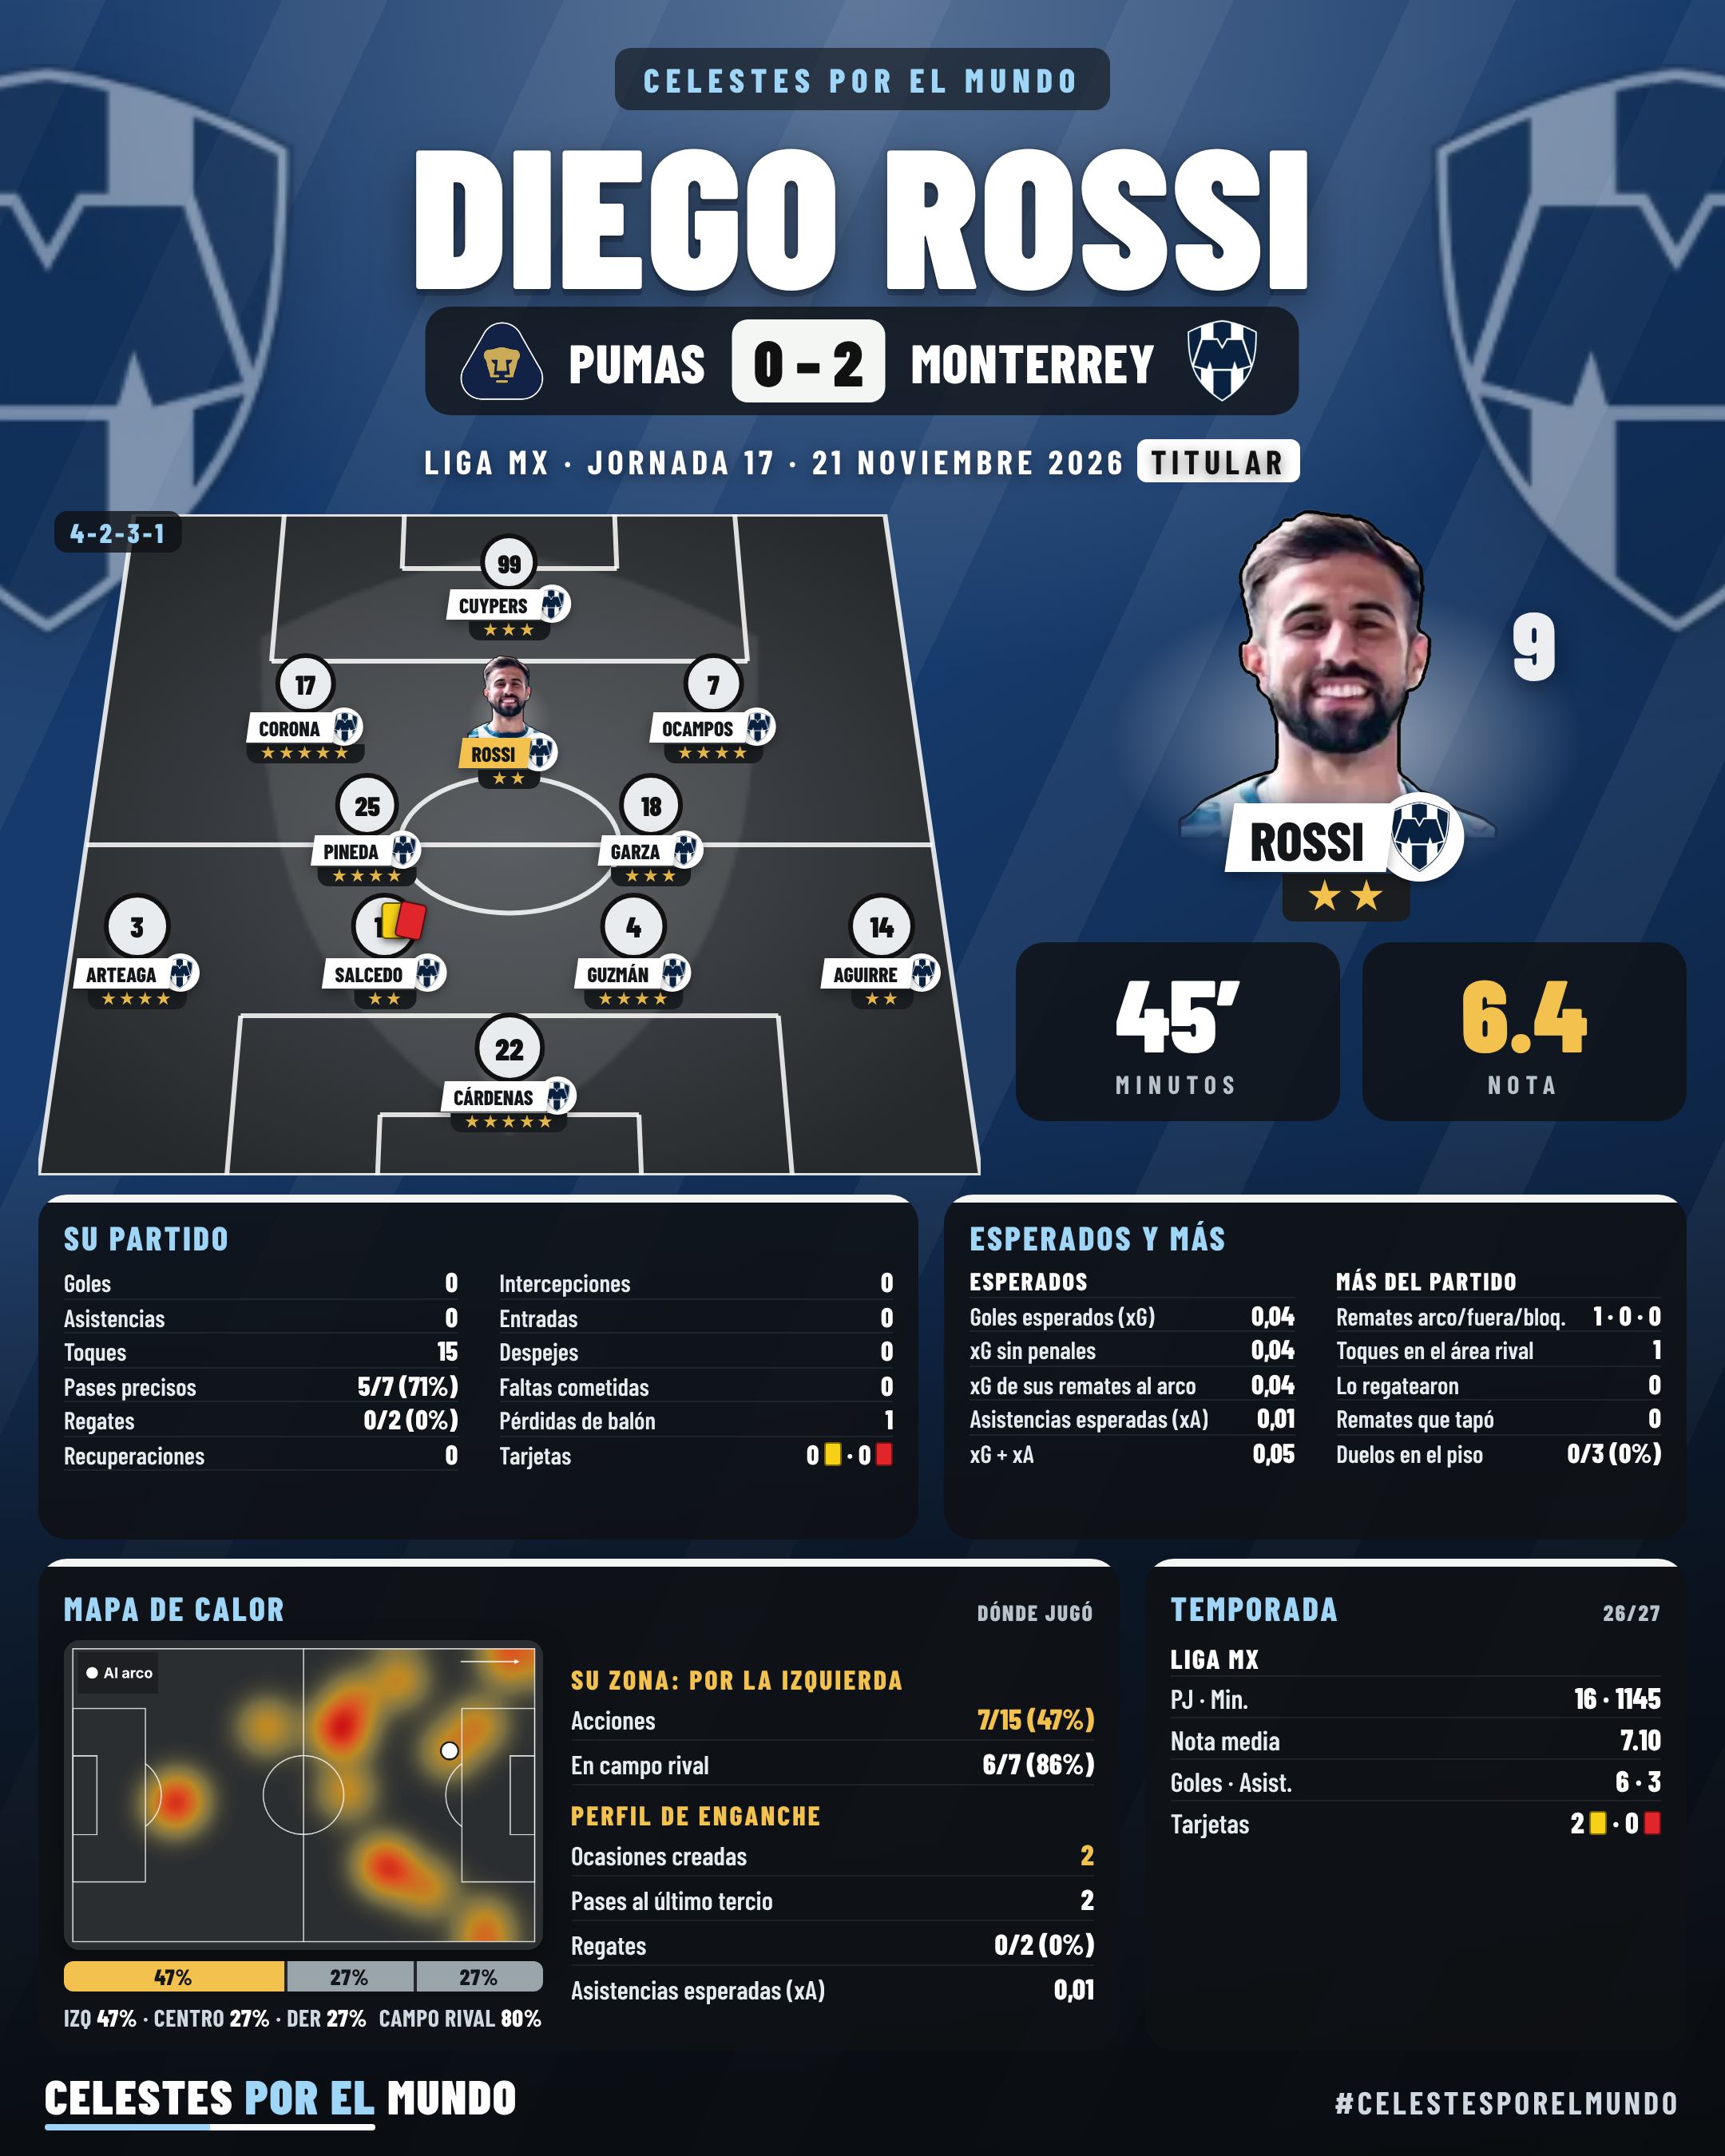 CELESTES POR EL MUNDO
DIEGO ROSSI
PUMAS 0 - 2 MONTERREY
LIGA MX · JORNADA 17 · 21 NOVIEMBRE 2026 TITULAR
4-2-3-1
99
CUYPERS
17
CORONA
ROSSI
7
OCAMPOS
25
PINEDA
18
GARZA
3
ARTEAGA
SALCEDO
4
GUZMÁN
14
AGUIRRE
22
CÁRDENAS
9
ROSSI
45'
MINUTOS
6.4
NOTA
SU PARTIDO
Goles 0
Asistencias 0
Toques 15
Pases precisos 5/7 (71%)
Regates 0/2 (0%)
Recuperaciones 0
Intercepciones 0
Entradas 0
Despejes 0
Faltas cometidas 0
Pérdidas de balón 1
Tarjetas 0 · 0
ESPERADOS Y MÁS
ESPERADOS
Goles esperados (xG) 0,04
xG sin penales 0,04
xG de sus remates al arco 0,04
Asistencias esperadas (xA) 0,01
xG + xA 0,05
MÁS DEL PARTIDO
Remates arco/fuera/bloq. 1 · 0 · 0
Toques en el área rival 1
Lo regatearon 0
Remates que tapó 0
Duelos en el piso 0/3 (0%)
MAPA DE CALOR
DÓNDE JUGÓ
Al arco
47% 27% 27%
IZQ 47% · CENTRO 27% · DER 27% CAMPO RIVAL 80%
SU ZONA: POR LA IZQUIERDA
Acciones 7/15 (47%)
En campo rival 6/7 (86%)
PERFIL DE ENGANCHE
Ocasiones creadas 2
Pases al último tercio 2
Regates 0/2 (0%)
Asistencias esperadas (xA) 0,01
TEMPORADA 26/27
LIGA MX
PJ · Min. 16 · 1145
Nota media 7.10
Goles · Asist. 6 · 3
Tarjetas 2 · 0
CELESTES POR EL MUNDO
#CELESTESPORELMUNDO